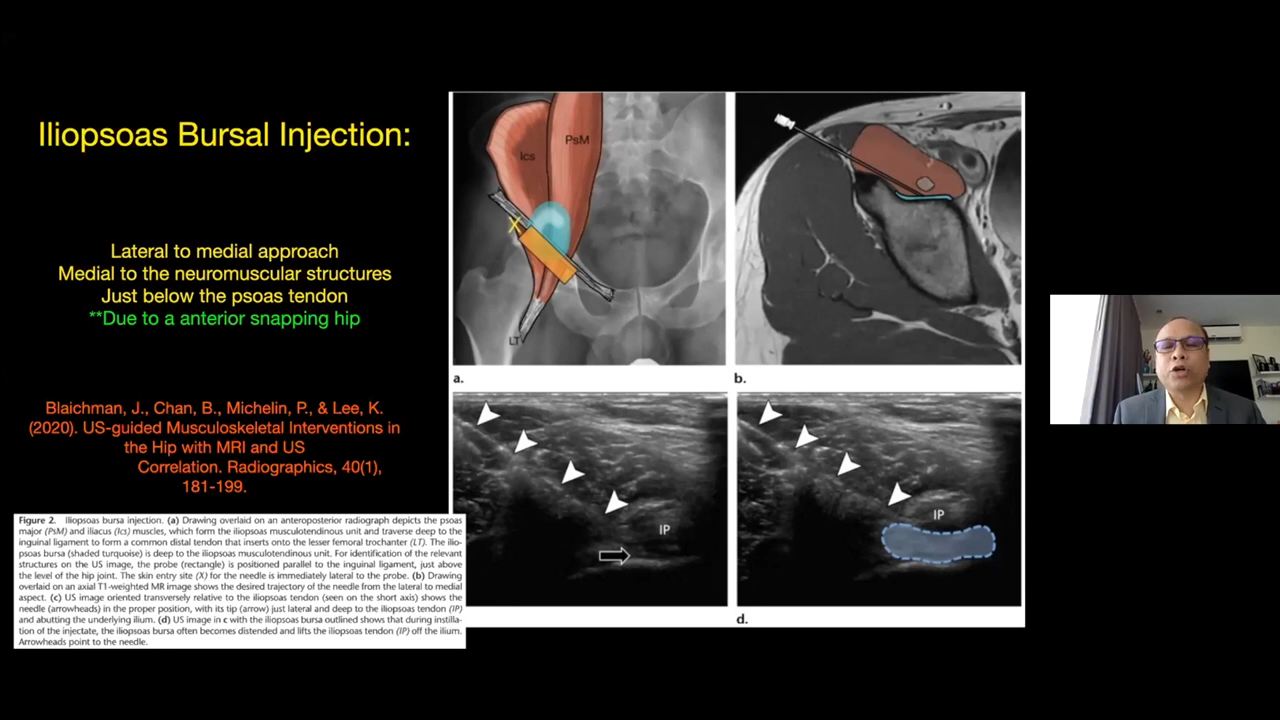 Iliopsoas Bursal Injection:
Lateral to medial approach
Medial to the neuromuscular structures
Just below the psoas tendon
**Due to a anterior snapping hip
Blaichman, J., Chan, B., Michelin, P., & Lee, K.
(2020). US-guided Musculoskeletal Interventions in
the Hip with MRI and US
Correlation. Radiographics, 40(1),
181-199.
Figure 2. Iliopsoas bursa injection. (a) Drawing overlaid on an anteroposterior radiograph depicts the psoas
major (PsM) and iliacus (Ics) muscles, which form the iliopsoas musculotendinous unit and traverse deep to the
inguinal ligament to form a common distal tendon that inserts onto the lesser femoral trochanter (LT). The ilio-
psoas bursa (shaded turquoise) is deep to the iliopsoas musculotendinous unit. For identification of the relevant
structures on the US image, the probe (rectangle) is positioned parallel to the inguinal ligament, just above
the level of the hip joint. The skin entry site (X) for the needle is immediately lateral to the probe. (b) Drawing
overlaid on an axial T1-weighted MR image shows the desired trajectory of the needle from the lateral to medial
aspect. (c) US image oriented transversely relative to the iliopsoas tendon (seen on the short axis) shows the
needle (arrowheads) in the proper position, with its tip (arrow) just lateral and deep to the iliopsoas tendon (IP)
and abutting the underlying ilium. (d) US image in c with the iliopsoas bursa outlined shows that during instilla-
tion of the injectate, the iliopsoas bursa often becomes distended and lifts the iliopsoas tendon (IP) off the ilium.
Arrowheads point to the needle.
Ics
PsM
X
LT
a.
b.
IP
IP
d.